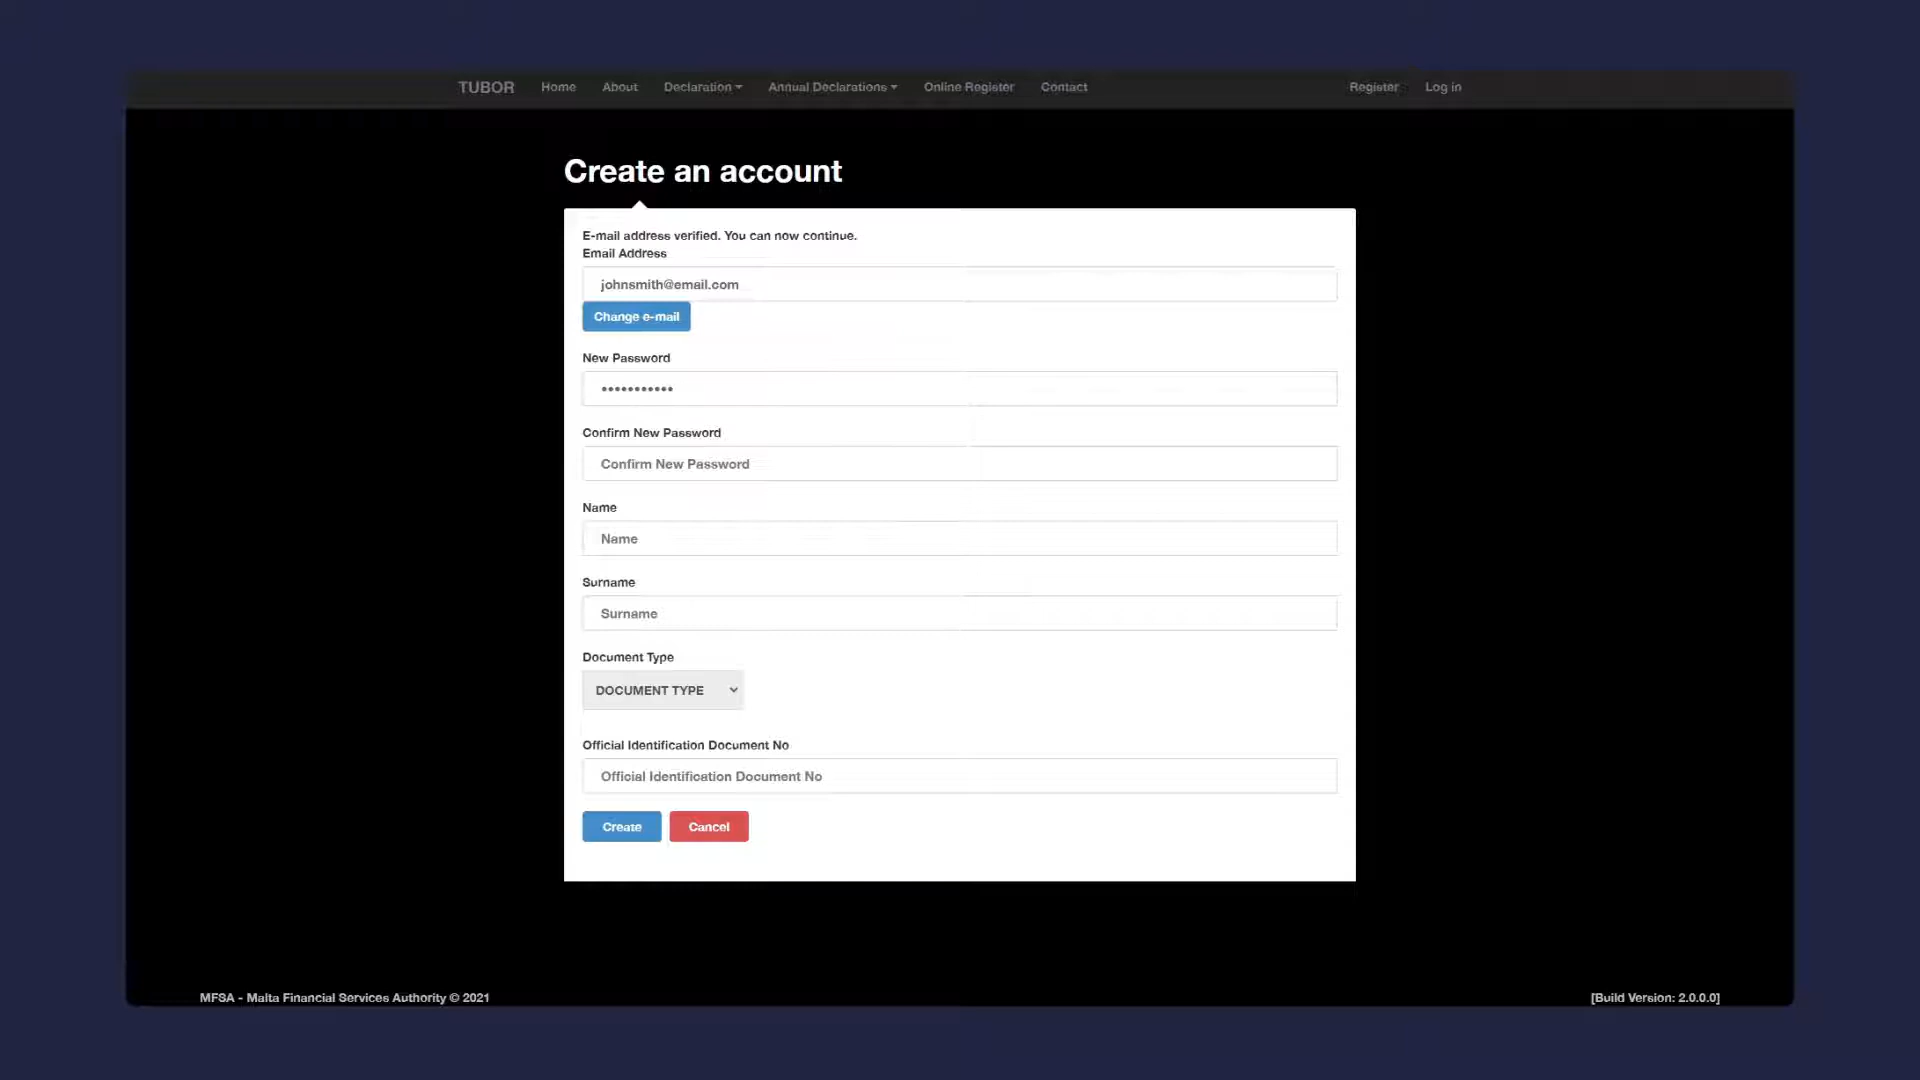 TUBOR Home About Declaration Annual Declarations Online Register Contact Register Log in
Create an account
E-mail address verified. You can now continue.
Email Address
johnsmith@email.com
Change e-mail
New Password
•••••••••••
Confirm New Password
Confirm New Password
Name
Name
Surname
Surname
Document Type
DOCUMENT TYPE
Official Identification Document No
Official Identification Document No
Create Cancel
MFSA - Malta Financial Services Authority © 2021 [Build Version: 2.0.0.0]